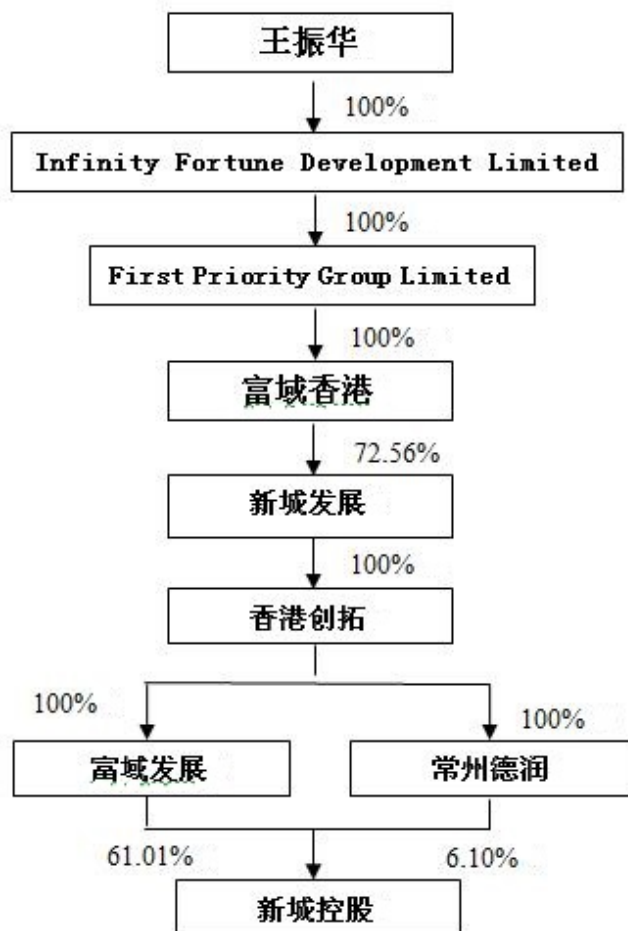 王振华
100%
Infinity Fortune Development Limited
100%
First Priority Group Limited
100%
富域香港
72.56%
新城发展
100%
香港创拓
100%
100%
富域发展
常州德润
61.01%
6.10%
新城控股